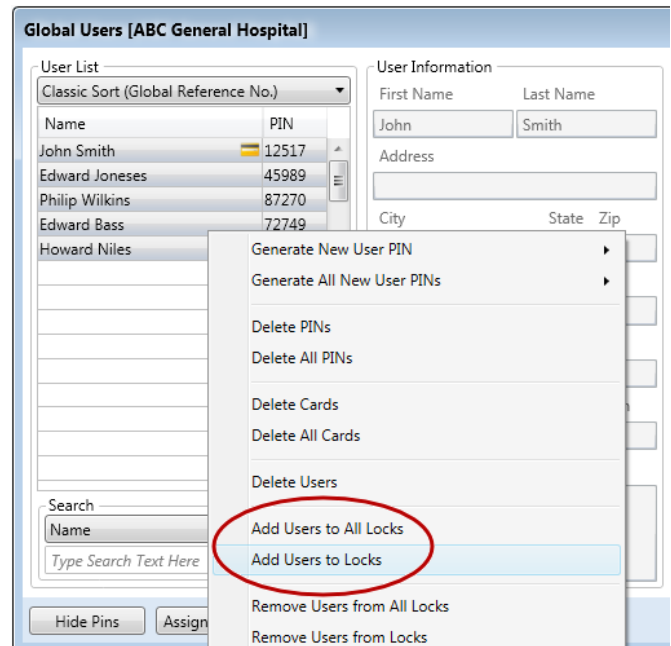 Global Users [ABC General Hospital]
User List
Classic Sort (Global Reference No.)
Name PIN
John Smith 12517
Edward Joneses 45989
Philip Wilkins 87270
Edward Bass 72749
Howard Niles
Search
Name
Type Search Text Here
Hide Pins Assign
User Information
First Name Last Name
John Smith
Address
City State Zip
Generate New User PIN
Generate All New User PINs
Delete PINs
Delete All PINs
Delete Cards
Delete All Cards
Delete Users
Add Users to All Locks
Add Users to Locks
Remove Users from All Locks
Remove Users from Locks